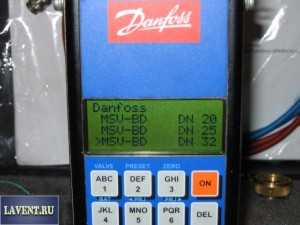 Danfoss
Danfoss
MSV-BD DN 20
MSV-BD DN 25
>MSV-BD DN 32
VALVE PRESET ZERO
ABC DEF GHI ON
1 2 3
JKL MNO PQR DEL
4 5 6
LAVENT.RU